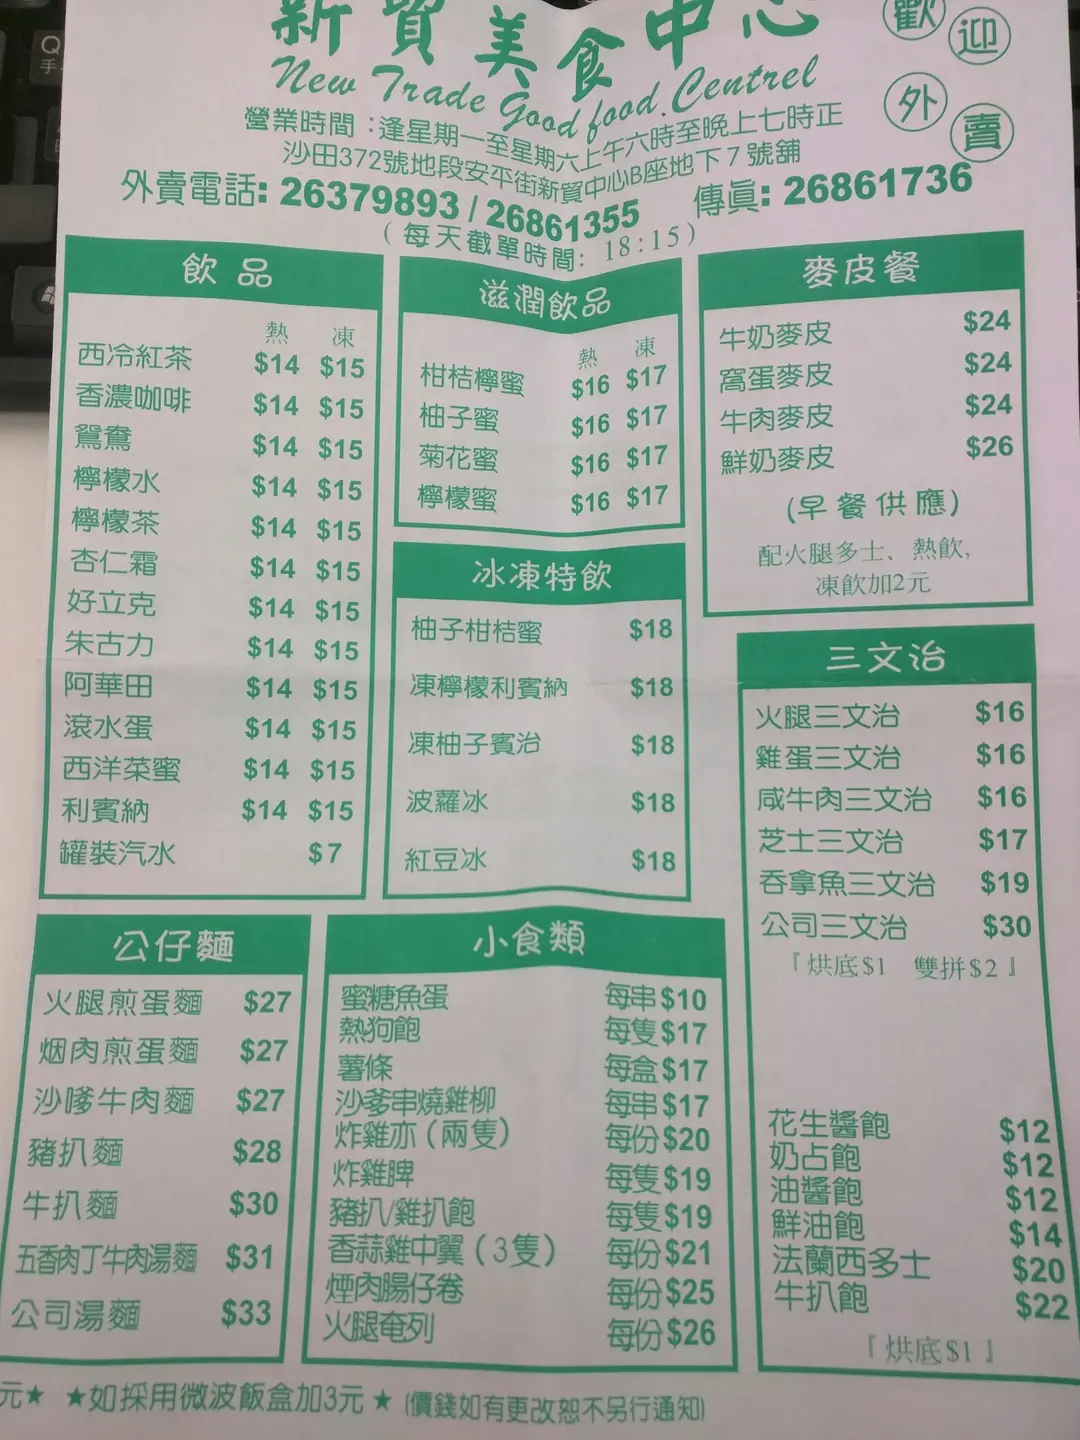 新貿美食中心
New Trade Good food. Centrel
歡迎外賣
營業時間:逢星期一至星期六上午六時至晚上七時正
沙田372號地段安平街新貿中心B座地下7號舖
外賣電話: 26379893 / 26861355
傳眞: 26861736
(每天截單時間: 18:15)
飲品
熱 凍
西冷紅茶 $14 $15
香濃咖啡 $14 $15
鴛鴦 $14 $15
檸檬水 $14 $15
檸檬茶 $14 $15
杏仁霜 $14 $15
好立克 $14 $15
朱古力 $14 $15
阿華田 $14 $15
滾水蛋 $14 $15
西洋菜蜜 $14 $15
利賓納 $14 $15
罐裝汽水 $7
滋潤飲品
熱 凍
柑桔檸蜜 $16 $17
柚子蜜 $16 $17
菊花蜜 $16 $17
檸檬蜜 $16 $17
冰凍特飲
柚子柑桔蜜 $18
凍檸檬利賓納 $18
凍柚子賓治 $18
波蘿冰 $18
紅豆冰 $18
麥皮餐
牛奶麥皮 $24
窩蛋麥皮 $24
牛肉麥皮 $24
鮮奶麥皮 $26
(早餐供應)
配火腿多士、熱飲,
凍飲加2元
三文治
火腿三文治 $16
雞蛋三文治 $16
咸牛肉三文治 $16
芝士三文治 $17
吞拿魚三文治 $19
公司三文治 $30
『烘底$1 雙拼$2』
花生醬飽 $12
奶占飽 $12
油醬飽 $12
鮮油飽 $14
法蘭西多士 $20
牛扒飽 $22
『烘底$1』
公仔麵
火腿煎蛋麵 $27
烟肉煎蛋麵 $27
沙嗲牛肉麵 $27
豬扒麵 $28
牛扒麵 $30
五香肉丁牛肉湯麵 $31
公司湯麵 $33
小食類
蜜糖魚蛋 每串$10
熱狗飽 每隻$17
薯條 每盒$17
沙爹串燒雞柳 每串$17
炸雞亦(兩隻) 每份$20
炸雞脾 每隻$19
豬扒/雞扒飽 每隻$19
香蒜雞中翼(3隻) 每份$21
煙肉腸仔卷 每份$25
火腿奄列 每份$26
元★ ★如採用微波飯盒加3元★ (價錢如有更改恕不另行通知)